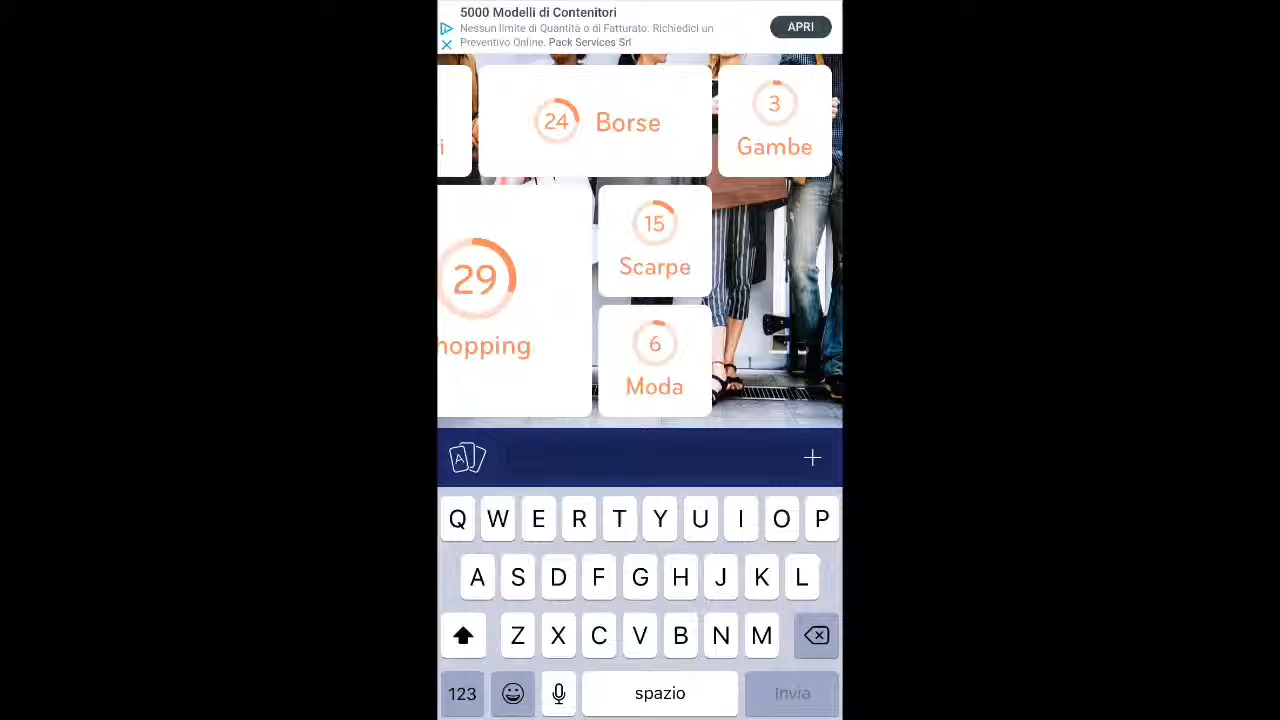 5000 Modelli di Contenitori
Nessun limite di Quantità o di Fatturato. Richiedici un
Preventivo Online. Pack Services Srl
APRI
i
24 Borse
3
Gambe
15
Scarpe
29
hopping
6
Moda
A
+
Q W E R T Y U I O P
A S D F G H J K L
Z X C V B N M
123
spazio
Invia